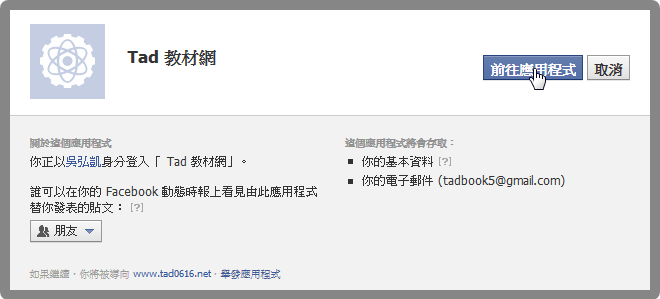 Tad 教材網
前往應用程式 取消
關於這個應用程式
你正以吳弘凱身分登入「 Tad 教材網」。
誰可以在你的 Facebook 動態時報上看見由此應用程式
替你發表的貼文： [?]
朋友
這個應用程式將會存取：
你的基本資料 [?]
你的電子郵件 (tadbook5@gmail.com)
如果繼續，你將被導向 www.tad0616.net · 舉發應用程式